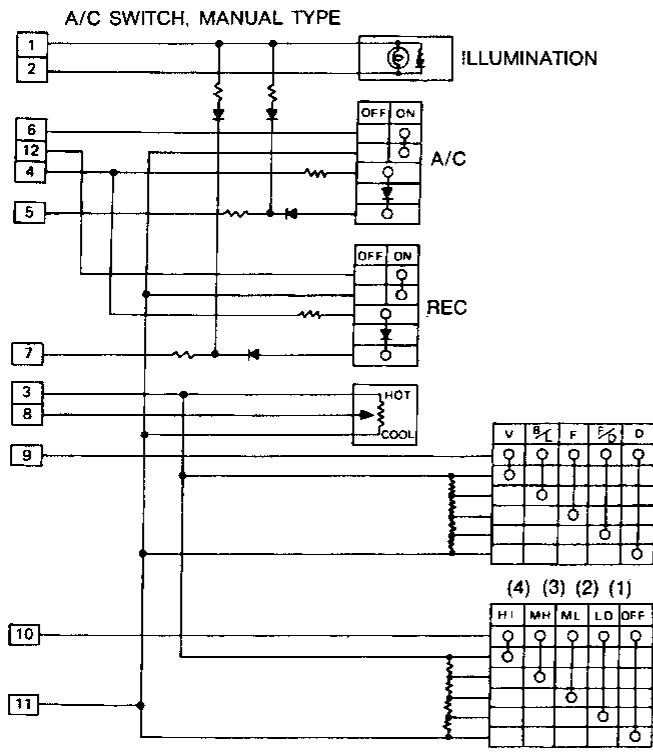 A/C SWITCH, MANUAL TYPE
1
2
ILLUMINATION
OFF ON
6
12
4
A/C
5
OFF ON
REC
7
3
HOT
8
COOL
V B/L F F/D D
9
(4) (3) (2) (1)
HI MH ML LO OFF
10
11